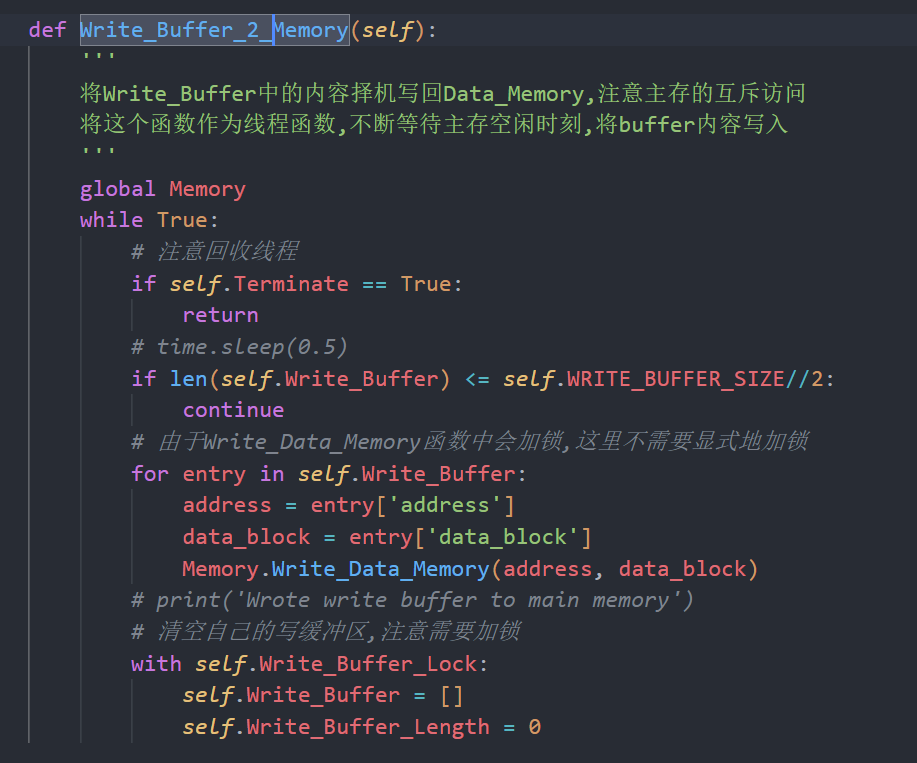 def Write_Buffer_2_Memory(self):
'''
将Write_Buffer中的内容择机写回Data_Memory,注意主存的互斥访问
将这个函数作为线程函数,不断等待主存空闲时刻,将buffer内容写入
'''
global Memory
while True:
# 注意回收线程
if self.Terminate == True:
return
# time.sleep(0.5)
if len(self.Write_Buffer) <= self.WRITE_BUFFER_SIZE//2:
continue
# 由于Write_Data_Memory函数中会加锁,这里不需要显式地加锁
for entry in self.Write_Buffer:
address = entry['address']
data_block = entry['data_block']
Memory.Write_Data_Memory(address, data_block)
# print('Wrote write buffer to main memory')
# 清空自己的写缓冲区,注意需要加锁
with self.Write_Buffer_Lock:
self.Write_Buffer = []
self.Write_Buffer_Length = 0